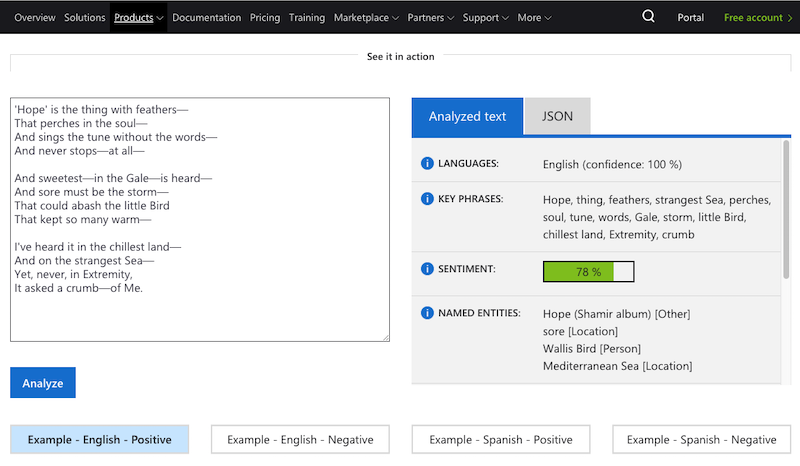 Overview Solutions Products Documentation Pricing Training Marketplace Partners Support More Portal Free account
See it in action
'Hope' is the thing with feathers—
That perches in the soul—
And sings the tune without the words—
And never stops—at all—
And sweetest—in the Gale—is heard—
And sore must be the storm—
That could abash the little Bird
That kept so many warm—
I've heard it in the chillest land—
And on the strangest Sea—
Yet, never, in Extremity,
It asked a crumb—of Me.
Analyze
Analyzed text JSON
LANGUAGES: English (confidence: 100 %)
KEY PHRASES: Hope, thing, feathers, strangest Sea, perches,
soul, tune, words, Gale, storm, little Bird,
chillest land, Extremity, crumb
SENTIMENT: 78 %
NAMED ENTITIES: Hope (Shamir album) [Other]
sore [Location]
Wallis Bird [Person]
Mediterranean Sea [Location]
Example - English - Positive Example - English - Negative Example - Spanish - Positive Example - Spanish - Negative